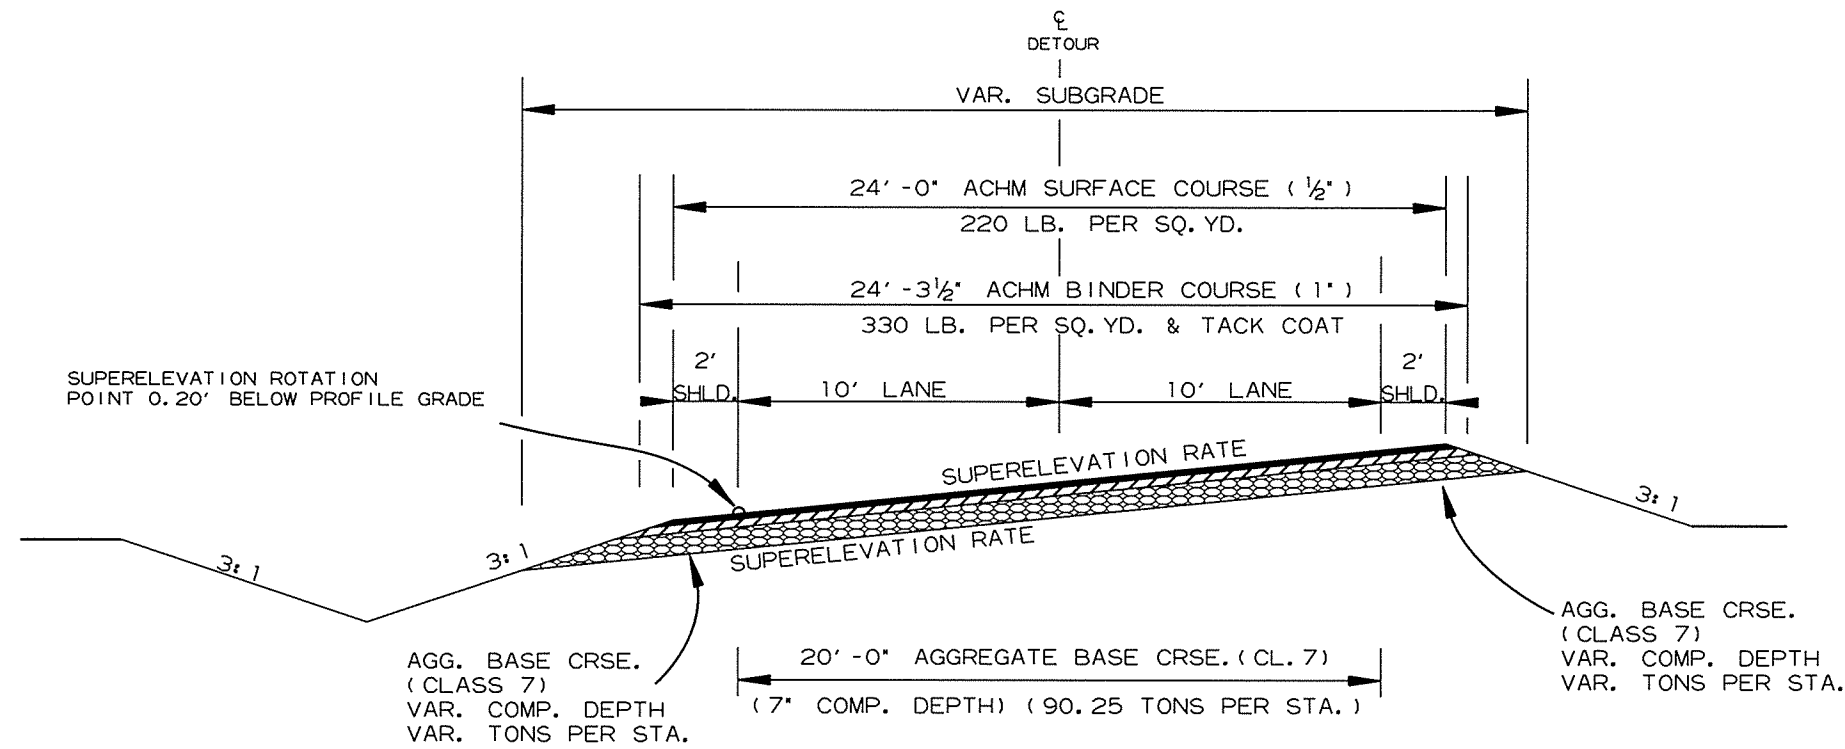 ℄
DETOUR
VAR. SUBGRADE
24'-0" ACHM SURFACE COURSE (½")
220 LB. PER SQ.YD.
24'-3½" ACHM BINDER COURSE (1")
330 LB. PER SQ.YD. & TACK COAT
2'
SHLD.
10' LANE
10' LANE
2'
SHLD.
SUPERELEVATION ROTATION
POINT 0.20' BELOW PROFILE GRADE
SUPERELEVATION RATE
SUPERELEVATION RATE
3:1
3:1
3:1
AGG. BASE CRSE.
(CLASS 7)
VAR. COMP. DEPTH
VAR. TONS PER STA.
20'-0" AGGREGATE BASE CRSE.(CL.7)
(7" COMP. DEPTH) (90.25 TONS PER STA.)
AGG. BASE CRSE.
(CLASS 7)
VAR. COMP. DEPTH
VAR. TONS PER STA.